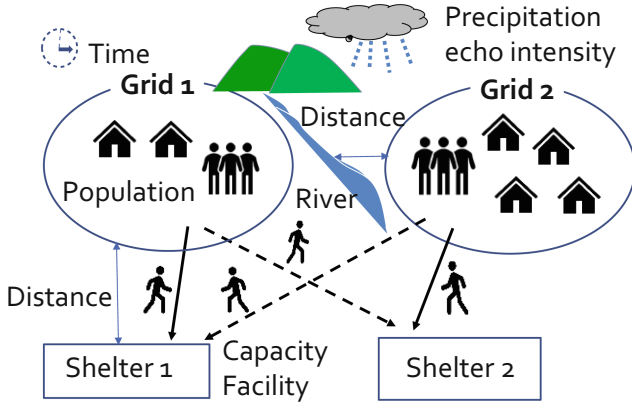 Time
Precipitation
echo intensity
Grid 1
Grid 2
Distance
Population
River
Distance
Shelter 1
Capacity
Facility
Shelter 2